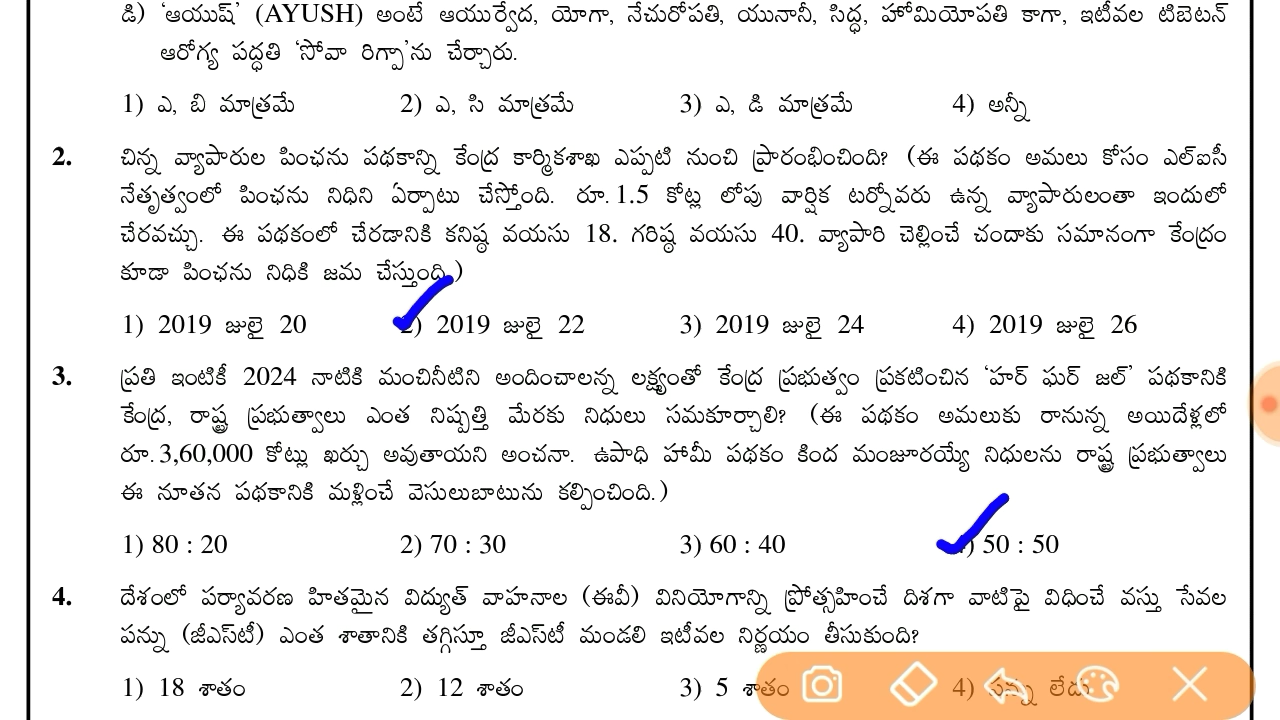 డి) 'ఆయుష్' (AYUSH) అంటే ఆయుర్వేద, యోగా, నేచురోపతి, యునానీ, సిద్ధ, హోమియోపతి కాగా, ఇటీవల టిబెటన్
ఆరోగ్య పద్ధతి 'సోవా రిగ్పా'ను చేర్చారు.
1) ఎ, బి మాత్రమే 2) ఎ, సి మాత్రమే 3) ఎ, డి మాత్రమే 4) అన్నీ
2. చిన్న వ్యాపారుల పింఛను పథకాన్ని కేంద్ర కార్మికశాఖ ఎప్పటి నుంచి ప్రారంభించింది? (ఈ పథకం అమలు కోసం ఎల్ఐసీ
నేతృత్వంలో పింఛను నిధిని ఏర్పాటు చేస్తోంది. రూ. 1.5 కోట్ల లోపు వార్షిక టర్నోవరు ఉన్న వ్యాపారులంతా ఇందులో
చేరవచ్చు. ఈ పథకంలో చేరడానికి కనిష్ఠ వయసు 18. గరిష్ఠ వయసు 40. వ్యాపారి చెల్లించే చందాకు సమానంగా కేంద్రం
కూడా పింఛను నిధికి జమ చేస్తుంది.)
1) 2019 జులై 20 2) 2019 జులై 22 3) 2019 జులై 24 4) 2019 జులై 26
3. ప్రతి ఇంటికీ 2024 నాటికి మంచినీటిని అందించాలన్న లక్ష్యంతో కేంద్ర ప్రభుత్వం ప్రకటించిన 'హర్ ఘర్ జల్' పథకానికి
కేంద్ర, రాష్ట్ర ప్రభుత్వాలు ఎంత నిష్పత్తి మేరకు నిధులు సమకూర్చాలి? (ఈ పథకం అమలుకు రానున్న అయిదేళ్లలో
రూ. 3,60,000 కోట్లు ఖర్చు అవుతాయని అంచనా. ఉపాధి హామీ పథకం కింద మంజూరయ్యే నిధులను రాష్ట్ర ప్రభుత్వాలు
ఈ నూతన పథకానికి మళ్లించే వెసులుబాటును కల్పించింది.)
1) 80 : 20 2) 70 : 30 3) 60 : 40 4) 50 : 50
4. దేశంలో పర్యావరణ హితమైన విద్యుత్ వాహనాల (ఈవీ) వినియోగాన్ని ప్రోత్సహించే దిశగా వాటిపై విధించే వస్తు సేవల
పన్ను (జీఎస్‌టీ) ఎంత శాతానికి తగ్గిస్తూ జీఎస్‌టీ మండలి ఇటీవల నిర్ణయం తీసుకుంది?
1) 18 శాతం 2) 12 శాతం 3) 5 శాతం 4) పన్ను లేదు